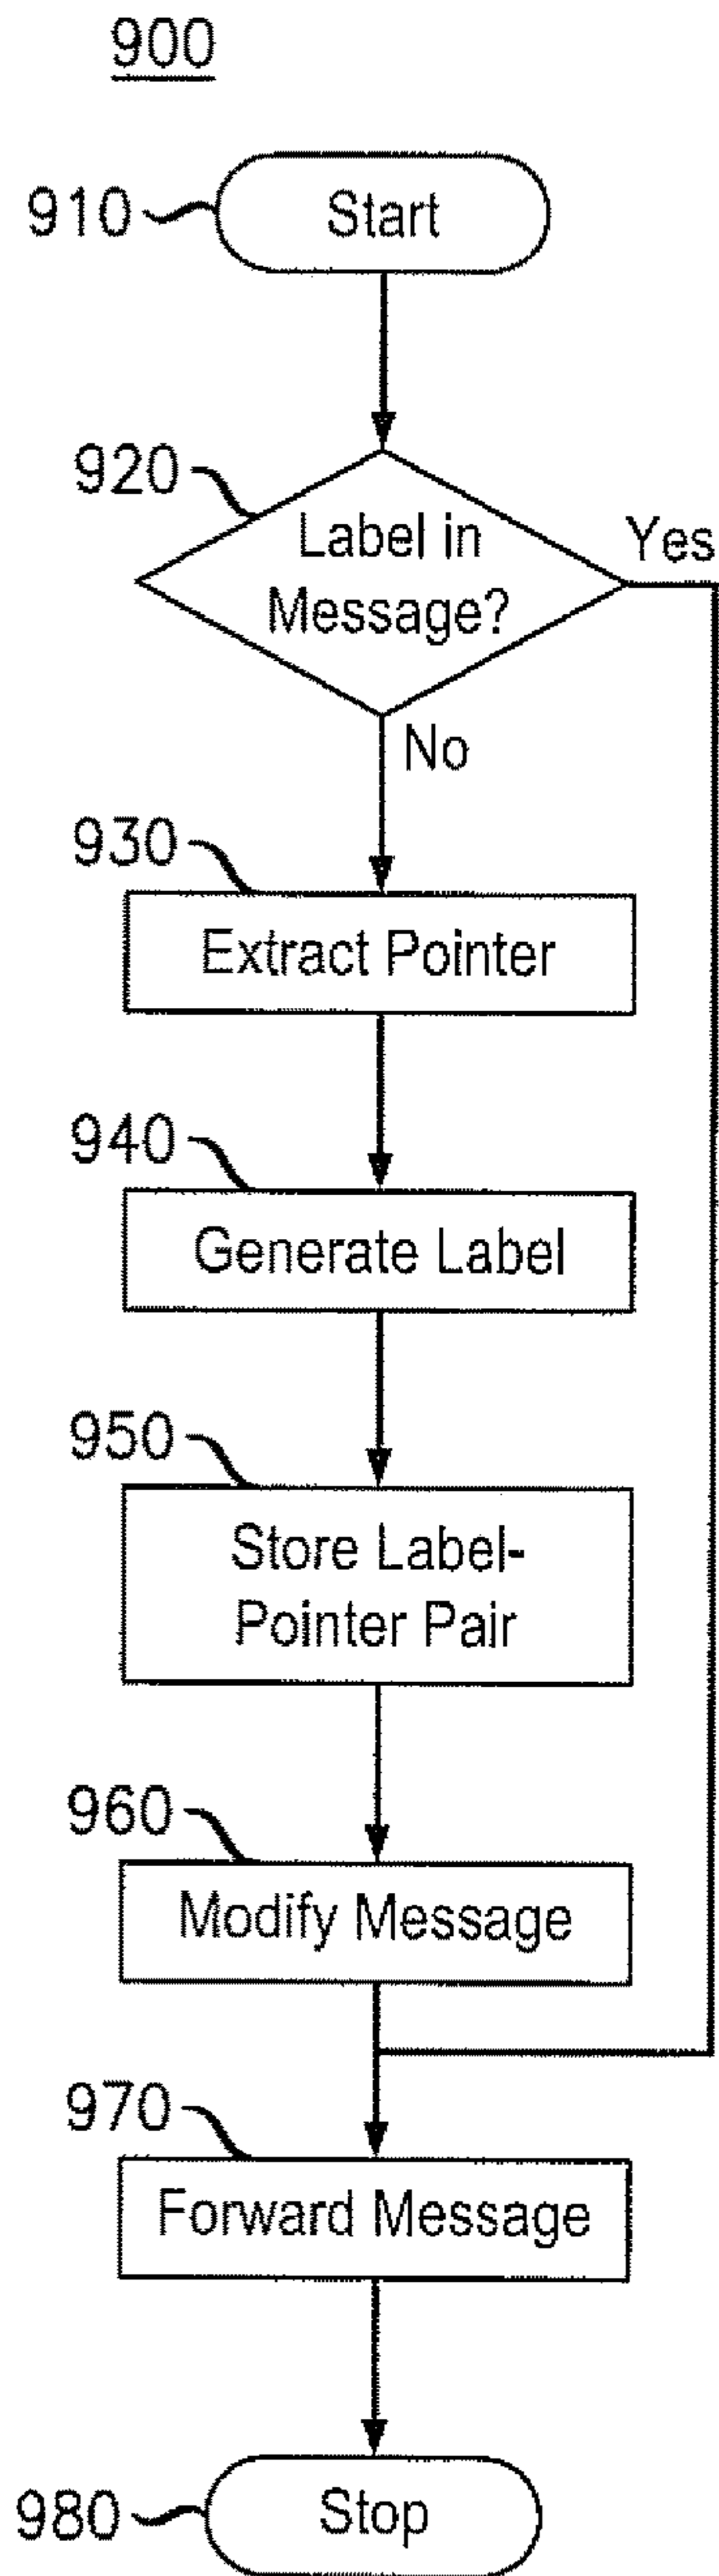 900
910
Start
920
Label in
Message?
Yes
No
930
Extract Pointer
940
Generate Label
950
Store Label-
Pointer Pair
960
Modify Message
970
Forward Message
980
Stop